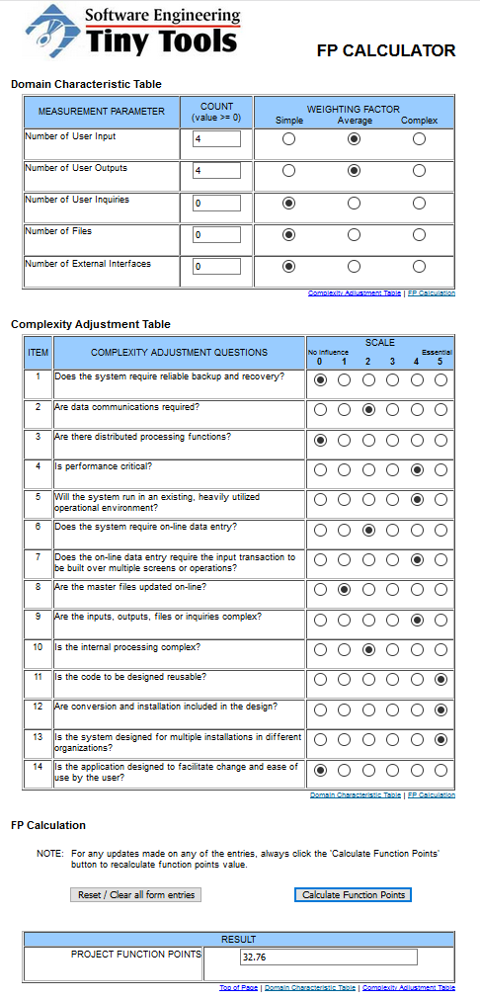 Software Engineering
Tiny Tools
FP CALCULATOR
Domain Characteristic Table
MEASUREMENT PARAMETER
COUNT
(value >= 0)
WEIGHTING FACTOR
Simple Average Complex
Number of User Input 4
Number of User Outputs 4
Number of User Inquiries 0
Number of Files 0
Number of External Interfaces 0
Complexity Adjustment Table | FP Calculation
Complexity Adjustment Table
ITEM COMPLEXITY ADJUSTMENT QUESTIONS
SCALE
No Influence Essential
0 1 2 3 4 5
1 Does the system require reliable backup and recovery?
2 Are data communications required?
3 Are there distributed processing functions?
4 Is performance critical?
5 Will the system run in an existing, heavily utilized
operational environment?
6 Does the system require on-line data entry?
7 Does the on-line data entry require the input transaction to
be built over multiple screens or operations?
8 Are the master files updated on-line?
9 Are the inputs, outputs, files or inquiries complex?
10 Is the internal processing complex?
11 Is the code to be designed reusable?
12 Are conversion and installation included in the design?
13 Is the system designed for multiple installations in different
organizations?
14 Is the application designed to facilitate change and ease of
use by the user?
Domain Characteristic Table | FP Calculation
FP Calculation
NOTE: For any updates made on any of the entries, always click the 'Calculate Function Points'
button to recalculate function points value.
Reset / Clear all form entries Calculate Function Points
RESULT
PROJECT FUNCTION POINTS 32.76
Top of Page | Domain Characteristic Table | Complexity Adjustment Table